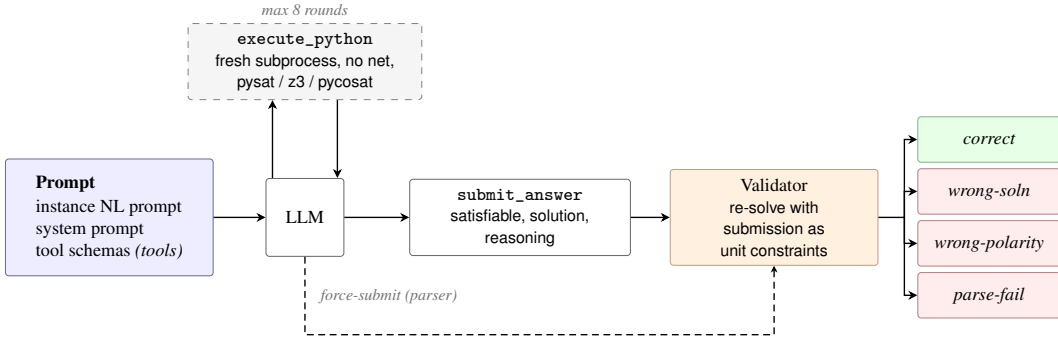 max 8 rounds
execute_python
fresh subprocess, no net,
pysat / z3 / pycosat
Prompt
instance NL prompt
system prompt
tool schemas (tools)
LLM
submit_answer
satisfiable, solution,
reasoning
Validator
re-solve with
submission as
unit constraints
correct
wrong-soln
wrong-polarity
parse-fail
force-submit (parser)